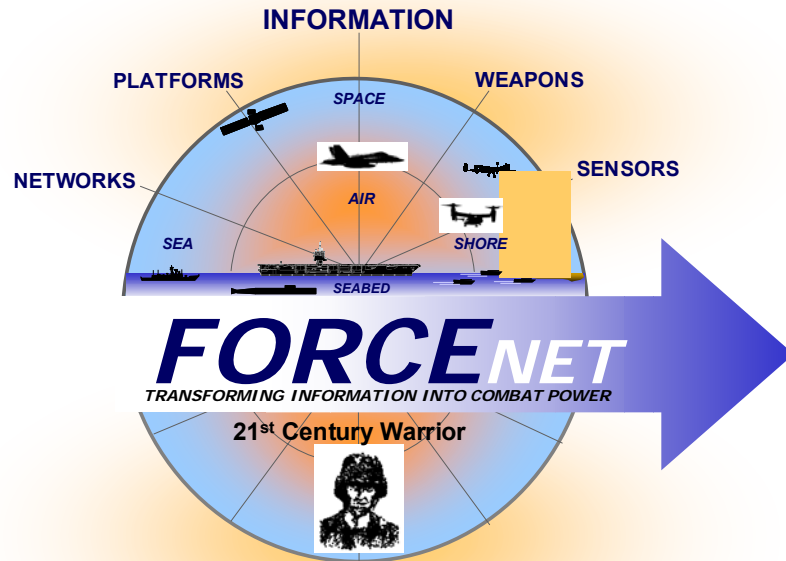 INFORMATION
PLATFORMS
WEAPONS
SPACE
NETWORKS
SENSORS
AIR
SEA
SHORE
SEABED
FORCENET
TRANSFORMING INFORMATION INTO COMBAT POWER
21st Century Warrior